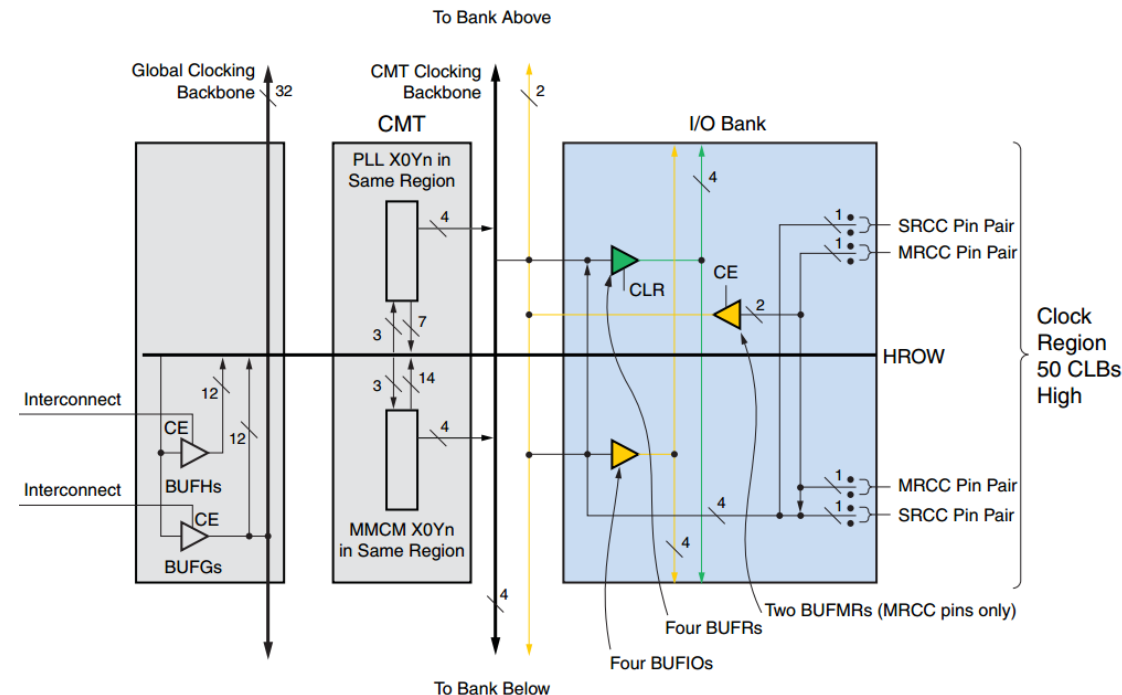 To Bank Above
Global Clocking
Backbone
32
CMT Clocking
Backbone
2
CMT
I/O Bank
PLL X0Yn in
Same Region
4
4
1
SRCC Pin Pair
1
MRCC Pin Pair
CLR
CE
2
3
7
HROW
Clock
Region
50 CLBs
High
3
14
12
12
Interconnect
CE
BUFHs
4
Interconnect
CE
BUFGs
MMCM X0Yn
in Same Region
1
MRCC Pin Pair
1
SRCC Pin Pair
4
4
4
Two BUFMRs (MRCC pins only)
Four BUFRs
Four BUFIOs
To Bank Below